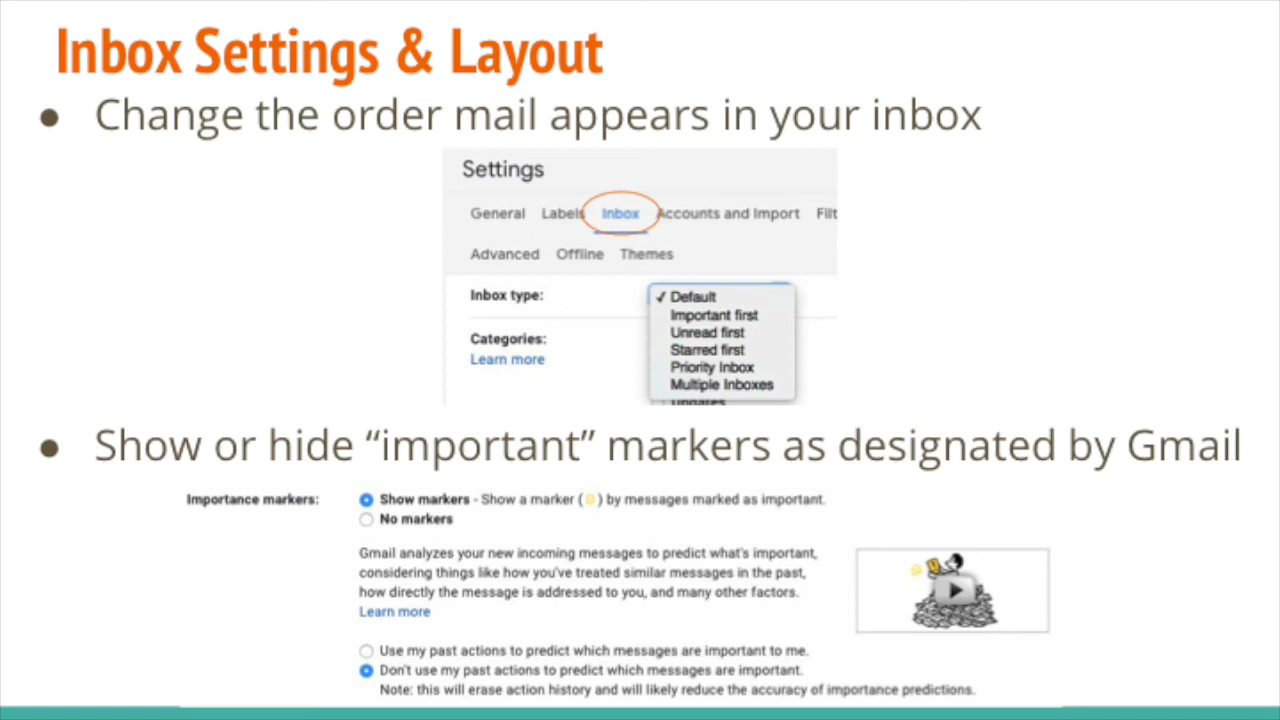 Inbox Settings & Layout
● Change the order mail appears in your inbox
Settings
General Labels Inbox Accounts and Import Filt
Advanced Offline Themes
Inbox type:
✓ Default
Important first
Unread first
Starred first
Priority Inbox
Multiple Inboxes
Categories:
Learn more
● Show or hide “important” markers as designated by Gmail
Importance markers:
Show markers - Show a marker ( ) by messages marked as important.
No markers
Gmail analyzes your new incoming messages to predict what's important,
considering things like how you've treated similar messages in the past,
how directly the message is addressed to you, and many other factors.
Learn more
Use my past actions to predict which messages are important to me.
Don't use my past actions to predict which messages are important.
Note: this will erase action history and will likely reduce the accuracy of importance predictions.